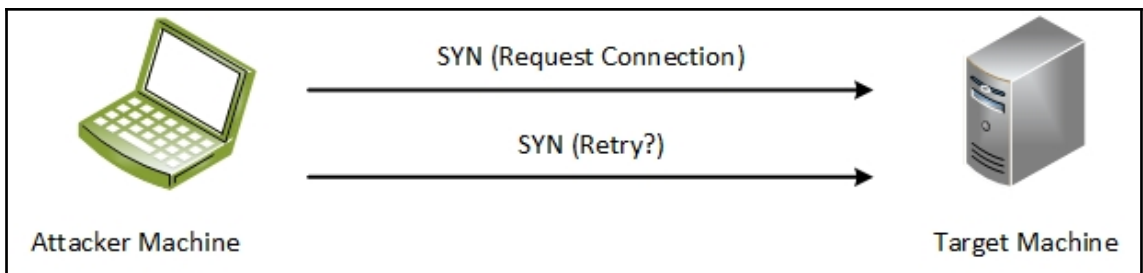 SYN (Request Connection)
SYN (Retry?)
Attacker Machine
Target Machine